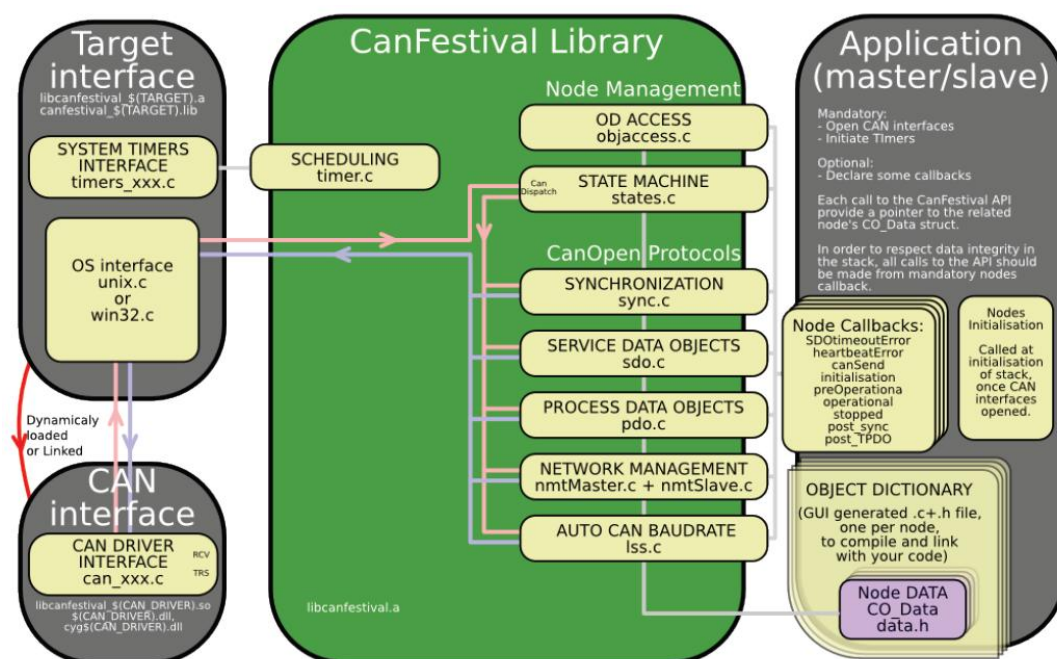 Target
interface
libcanfestival_$(TARGET).a
canfestival_$(TARGET).lib
SYSTEM TIMERS
INTERFACE
timers_xxx.c
OS interface
unix.c
or
win32.c
Dynamicaly
loaded
or Linked
CAN
interface
CAN DRIVER
INTERFACE
can_xxx.c
RCV
TRS
libcanfestival_$(CAN_DRIVER).so
$(CAN_DRIVER).dll,
cyg$(CAN_DRIVER).dll
CanFestival Library
SCHEDULING
timer.c
Node Management
OD ACCESS
objaccess.c
Can
Dispatch
STATE MACHINE
states.c
CanOpen Protocols
SYNCHRONIZATION
sync.c
SERVICE DATA OBJECTS
sdo.c
PROCESS DATA OBJECTS
pdo.c
NETWORK MANAGEMENT
nmtMaster.c + nmtSlave.c
AUTO CAN BAUDRATE
lss.c
libcanfestival.a
Application
(master/slave)
Mandatory:
- Open CAN interfaces
- Initiate TImers
Optional:
- Declare some callbacks
Each call to the CanFestival API
provide a pointer to the related
node's CO_Data struct.
In order to respect data integrity in
the stack, all calls to the API should
be made from mandatory nodes
callback.
Node Callbacks:
SDOtimeoutError
heartbeatError
canSend
initialisation
preOperationa
operational
stopped
post_sync
post_TPDO
Nodes
Initialisation
Called at
initialisation
of stack,
once CAN
interfaces
opened.
OBJECT DICTIONARY
(GUI generated .c+.h file,
one per node,
to compile and link
with your code)
Node DATA
CO_Data
data.h